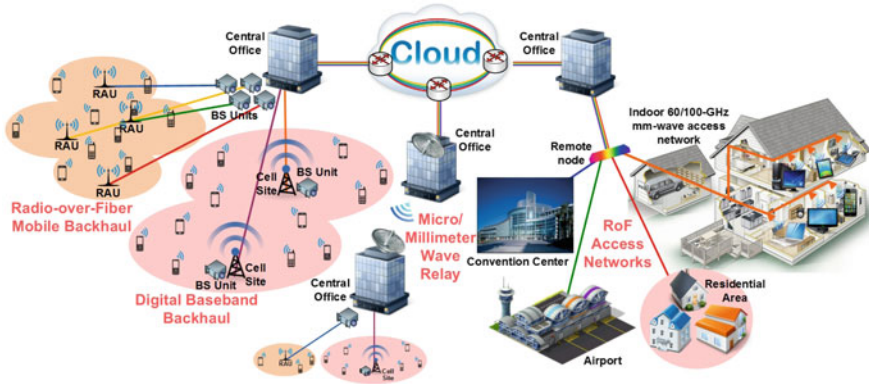 Central
Office
Cloud
Central
Office
RAU
BS Units
RAU
RAU
RAU
Radio-over-Fiber
Mobile Backhaul
Cell
Site
BS Unit
Central
Office
Micro/
Millimeter
Wave
Relay
BS Unit
Cell
Site
Digital Baseband
Backhaul
Central
Office
RAU
Cell
Site
Remote
node
Indoor 60/100-GHz
mm-wave access
network
Convention Center
RoF
Access
Networks
Airport
Residential
Area